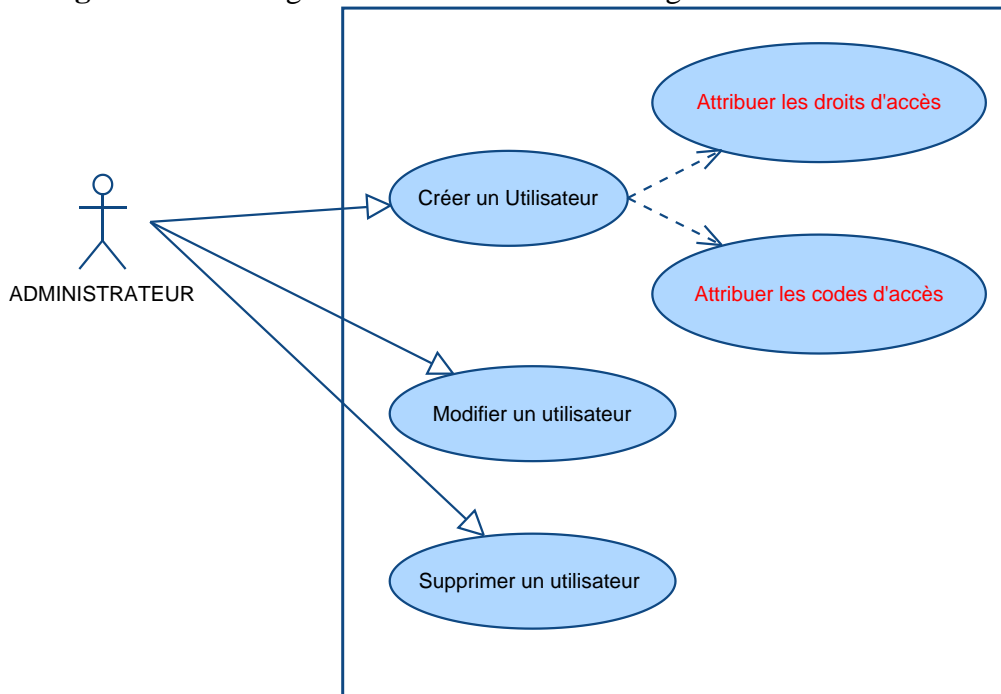 Attribuer les droits d'accès
Créer un Utilisateur
ADMINISTRATEUR
Attribuer les codes d'accès
Modifier un utilisateur
Supprimer un utilisateur